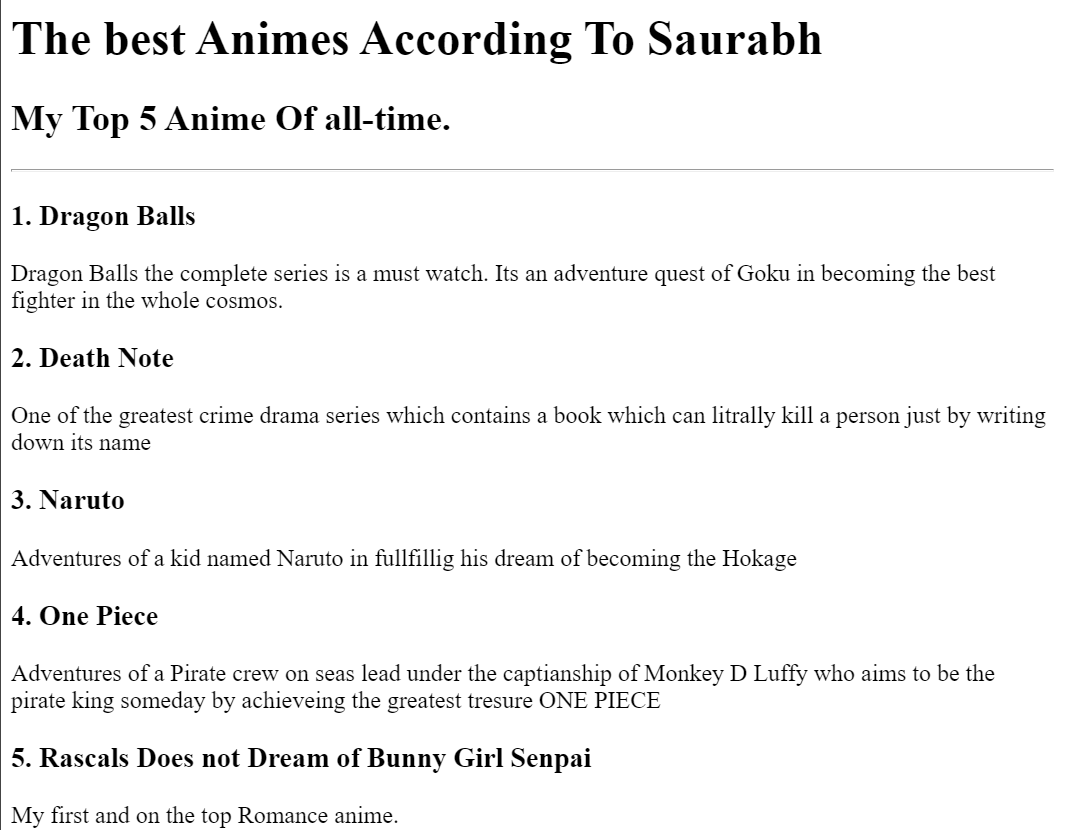 The best Animes According To Saurabh
My Top 5 Anime Of all-time.
1. Dragon Balls
Dragon Balls the complete series is a must watch. Its an adventure quest of Goku in becoming the best
fighter in the whole cosmos.
2. Death Note
One of the greatest crime drama series which contains a book which can litrally kill a person just by writing
down its name
3. Naruto
Adventures of a kid named Naruto in fullfillig his dream of becoming the Hokage
4. One Piece
Adventures of a Pirate crew on seas lead under the captianship of Monkey D Luffy who aims to be the
pirate king someday by achieveing the greatest tresure ONE PIECE
5. Rascals Does not Dream of Bunny Girl Senpai
My first and on the top Romance anime.